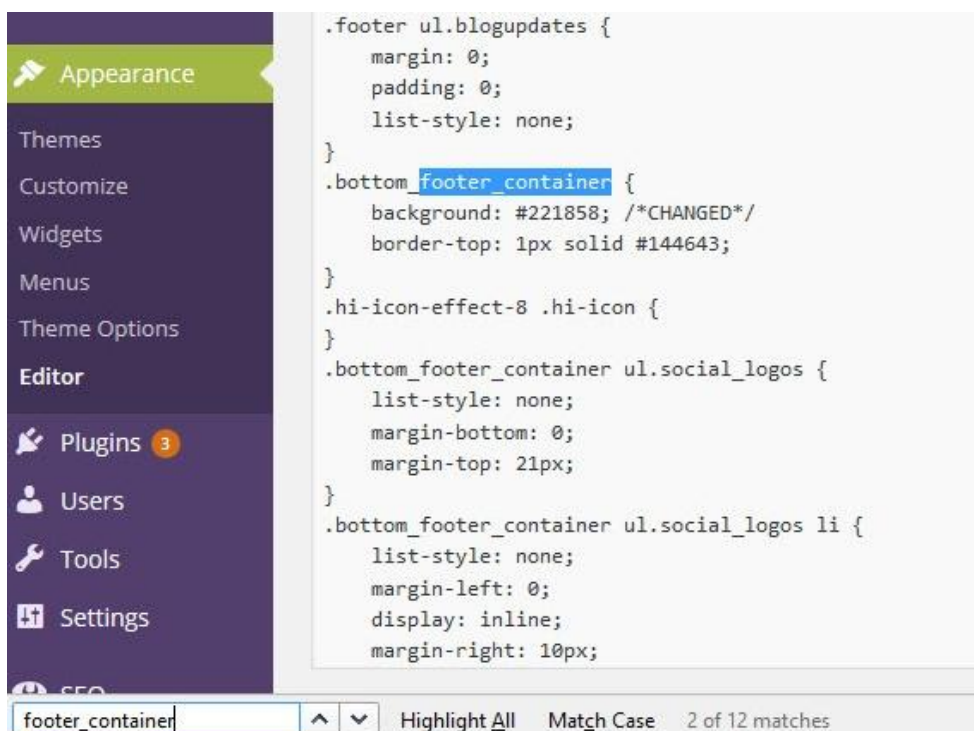 Appearance
Themes
Customize
Widgets
Menus
Theme Options
Editor
Plugins 3
Users
Tools
Settings
SEO
.footer ul.blogupdates {
    margin: 0;
    padding: 0;
    list-style: none;
}
.bottom_footer_container {
    background: #221858; /*CHANGED*/
    border-top: 1px solid #144643;
}
.hi-icon-effect-8 .hi-icon {
}
.bottom_footer_container ul.social_logos {
    list-style: none;
    margin-bottom: 0;
    margin-top: 21px;
}
.bottom_footer_container ul.social_logos li {
    list-style: none;
    margin-left: 0;
    display: inline;
    margin-right: 10px;
footer_container Highlight All Match Case 2 of 12 matches